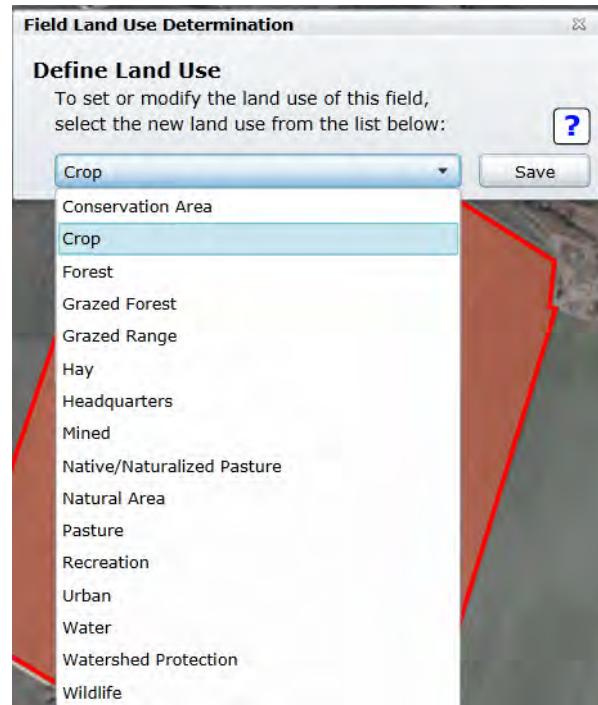 Field Land Use Determination
Define Land Use
To set or modify the land use of this field,
select the new land use from the list below:
?
Crop
Save
Conservation Area
Crop
Forest
Grazed Forest
Grazed Range
Hay
Headquarters
Mined
Native/Naturalized Pasture
Natural Area
Pasture
Recreation
Urban
Water
Watershed Protection
Wildlife